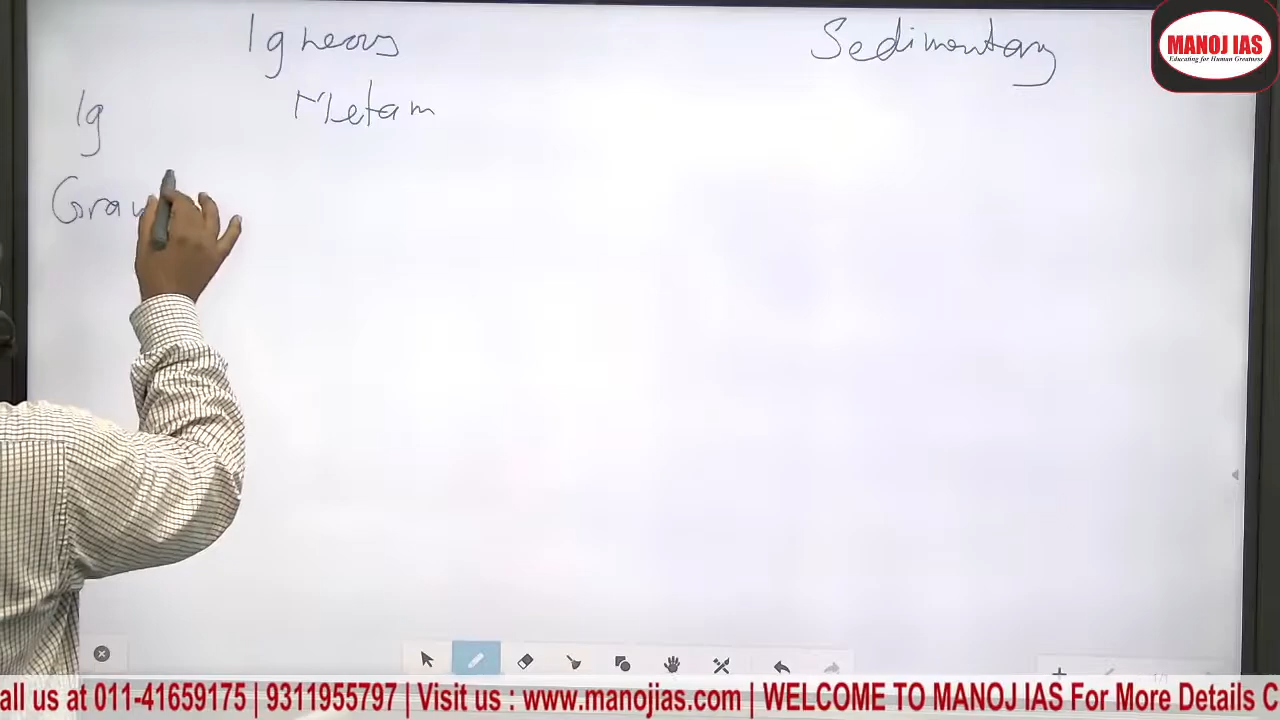 Igneous
Sedimentary
MANOJ IAS
Educating for Human Greatness
Ig
Metam
Gran
all us at 011-41659175 | 9311955797 | Visit us : www.manojias.com | WELCOME TO MANOJ IAS For More Details C